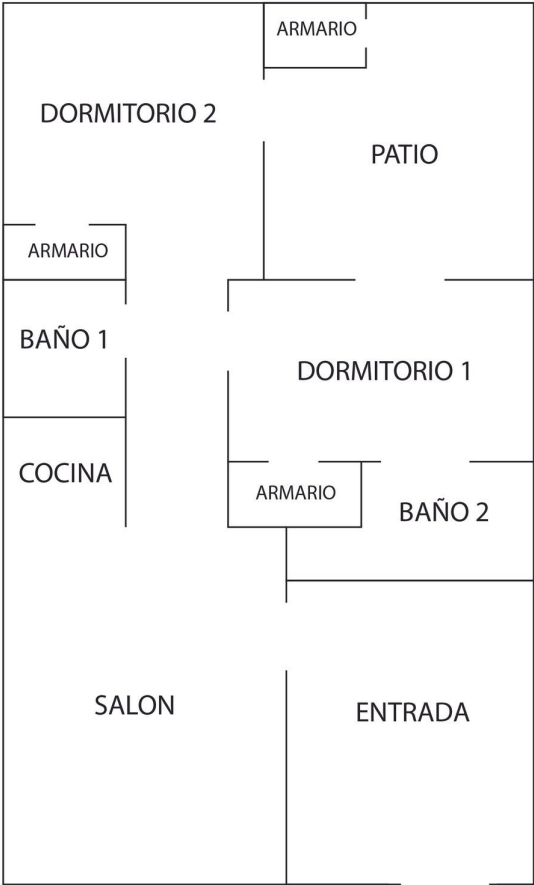 ARMARIO
DORMITORIO 2
PATIO
ARMARIO
BAÑO 1
DORMITORIO 1
COCINA
ARMARIO
BAÑO 2
SALON
ENTRADA